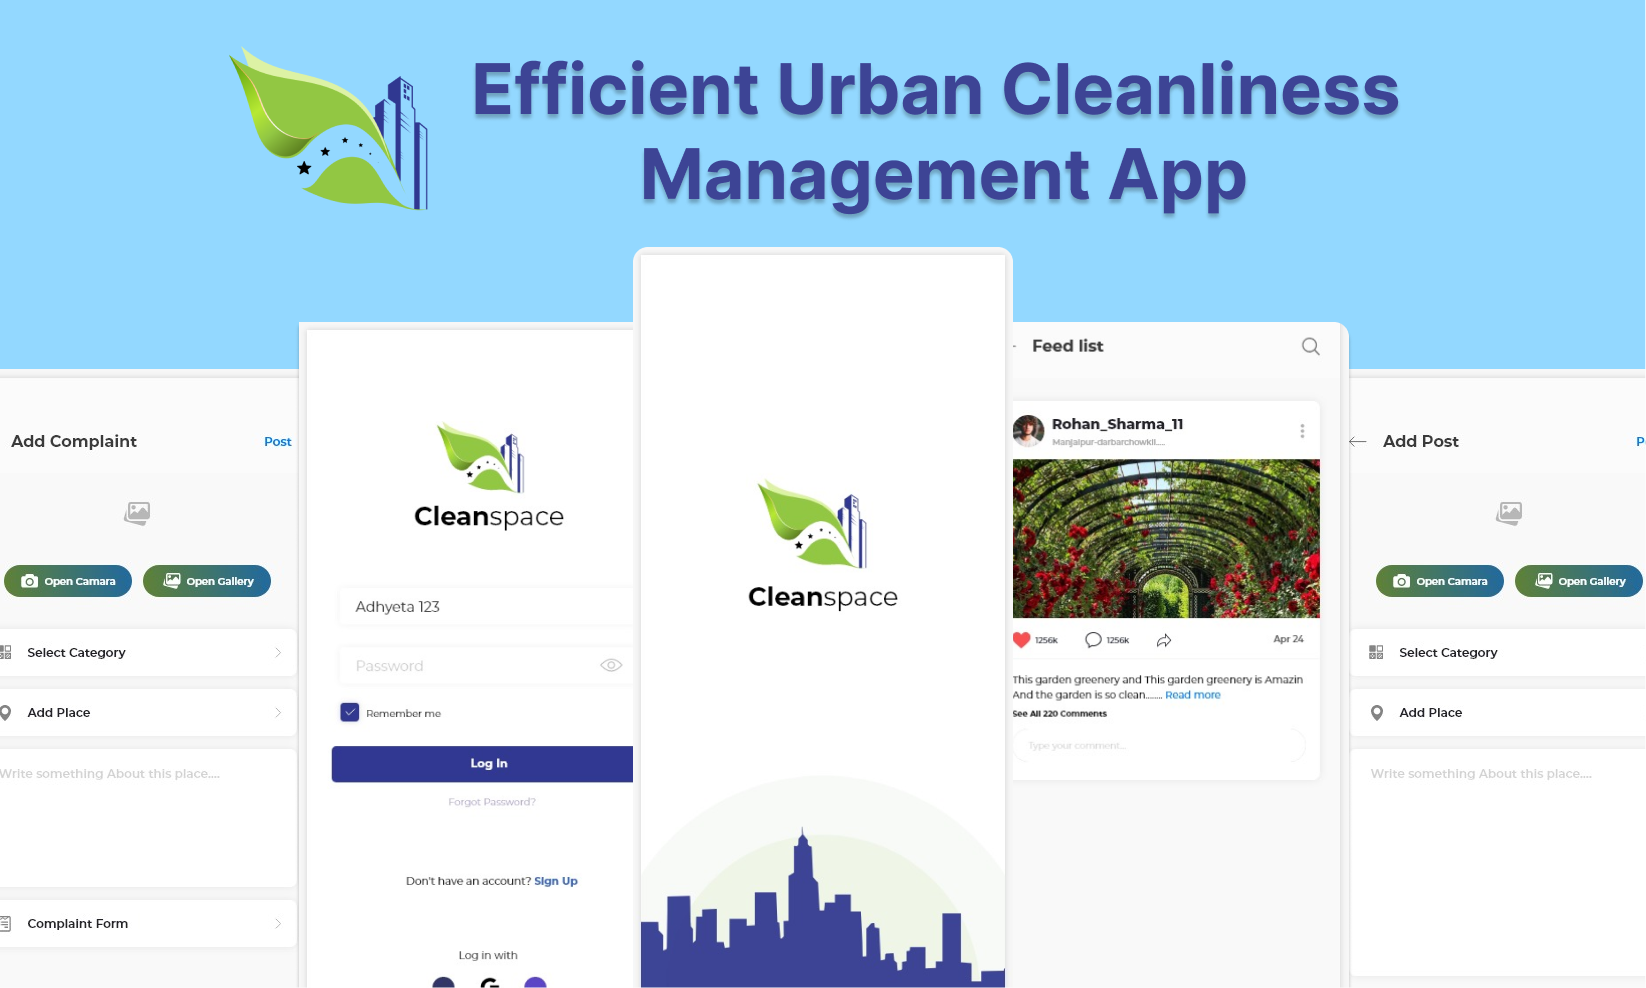 Efficient Urban Cleanliness
Management App
Add Complaint
Post
Open Camara
Open Gallery
Select Category
Add Place
Write something About this place....
Complaint Form
Cleanspace
Adhyeta 123
Password
Remember me
Log In
Forgot Password?
Don't have an account? Sign Up
Log in with
G
Cleanspace
Feed list
Rohan_Sharma_11
Manjalpur-darbarchowkil....
1256k
1256k
Apr 24
This garden greenery and This garden greenery is Amazin
And the garden is so clean........ Read more
See All 220 Comments
Type your comment...
Add Post
Open Camara
Open Gallery
Select Category
Add Place
Write something About this place....